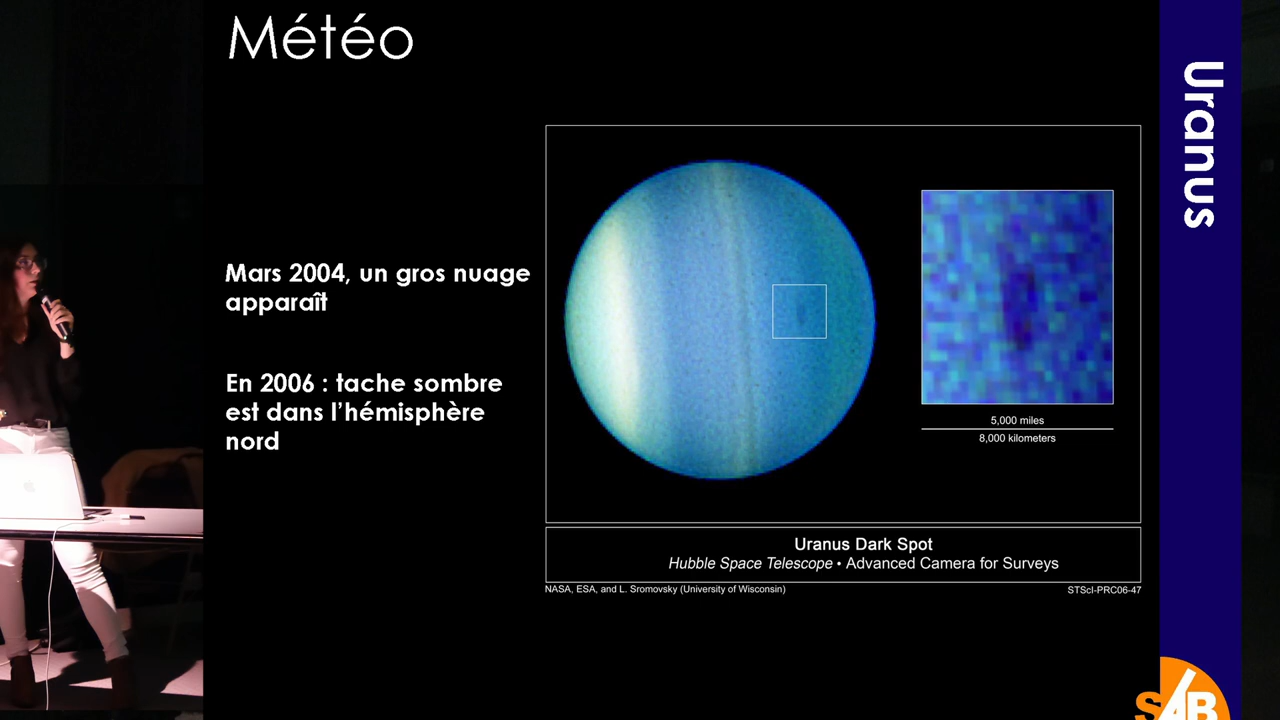 Météo
Uranus
Mars 2004, un gros nuage
apparaît
En 2006 : tache sombre
est dans l'hémisphère
nord
5,000 miles
8,000 kilometers
Uranus Dark Spot
Hubble Space Telescope • Advanced Camera for Surveys
NASA, ESA, and L. Sromovsky (University of Wisconsin)
STScI-PRC06-47
SAB